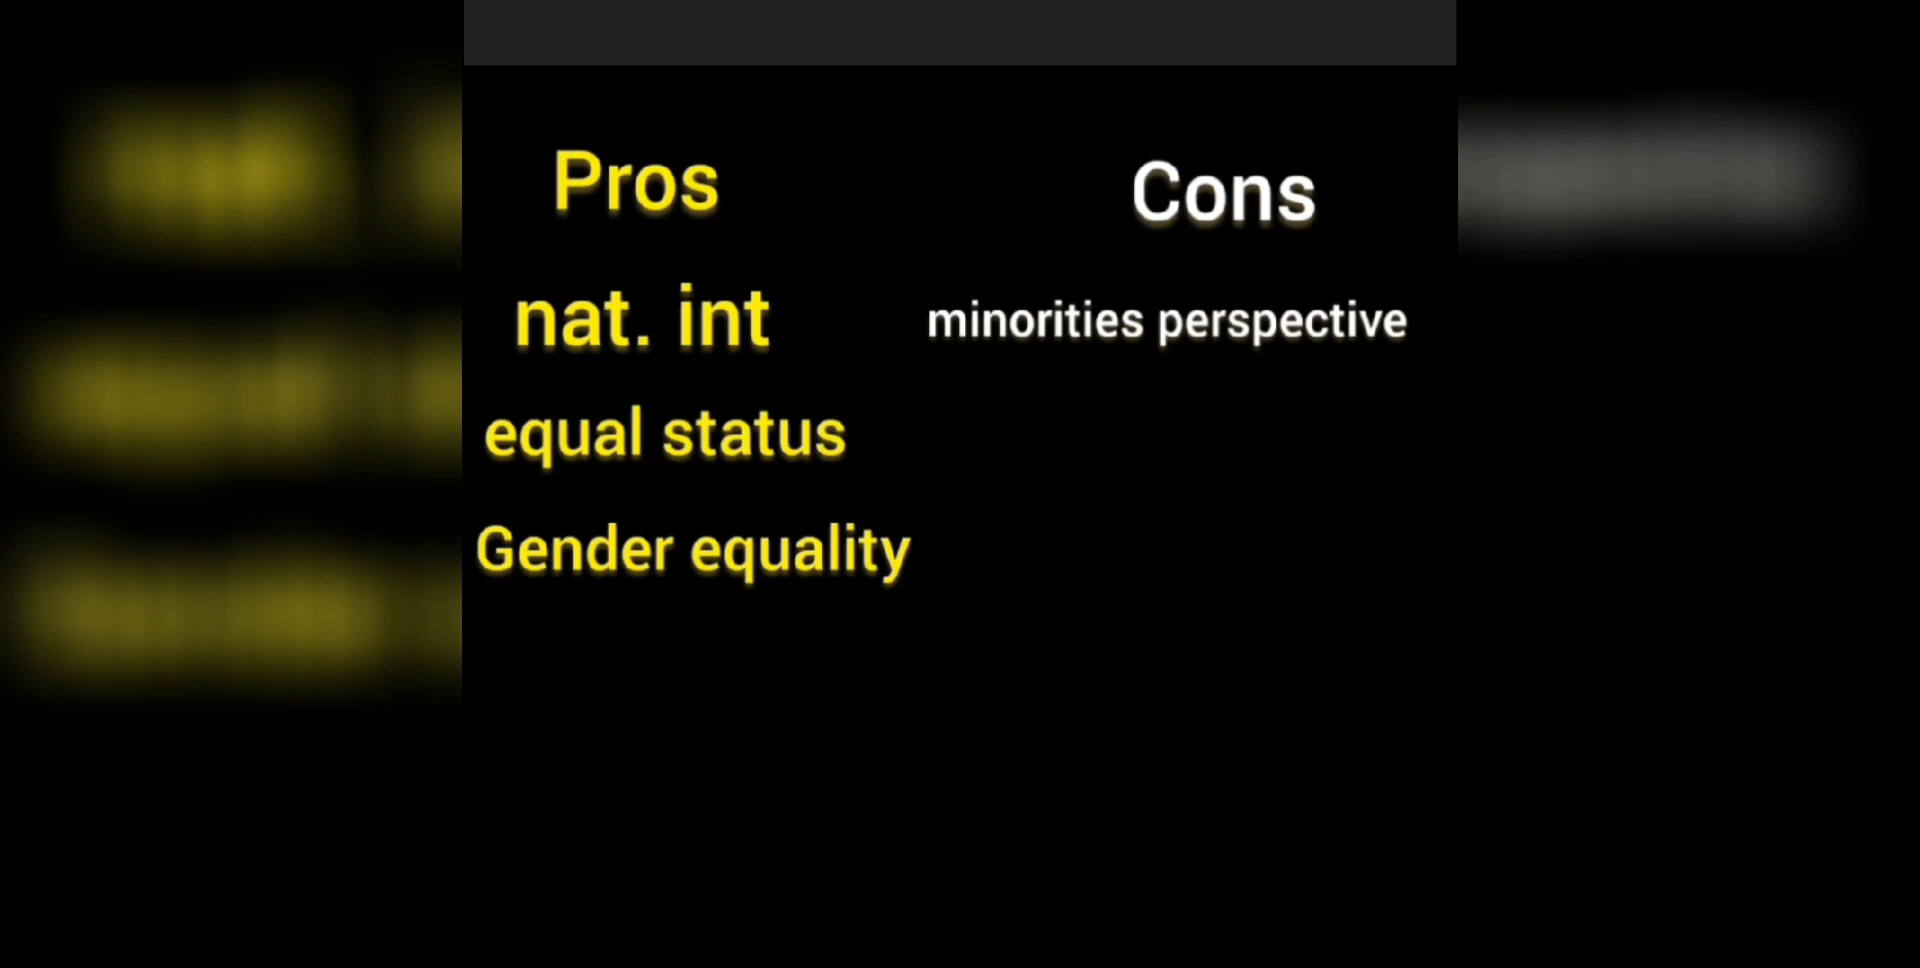 Pros
Cons
nat. int
minorities perspective
equal status
Gender equality